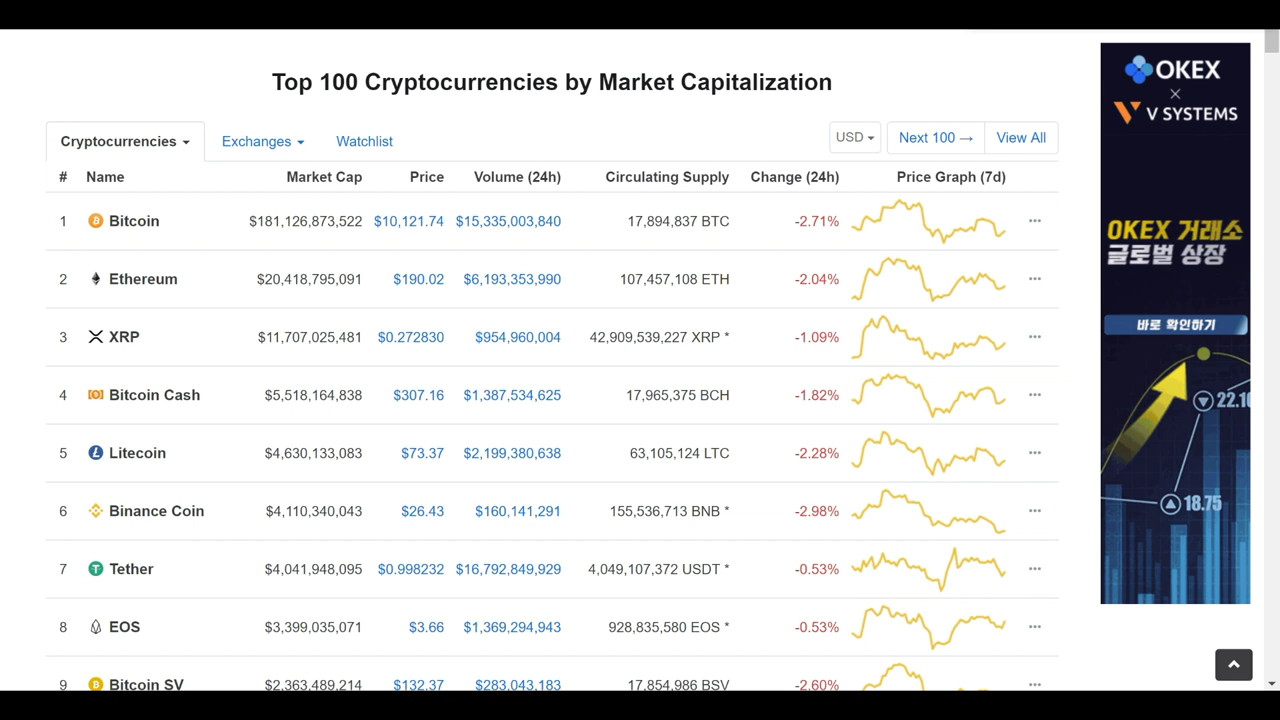 Top 100 Cryptocurrencies by Market Capitalization
Cryptocurrencies Exchanges Watchlist USD Next 100 → View All
# Name Market Cap Price Volume (24h) Circulating Supply Change (24h) Price Graph (7d)
1 Bitcoin $181,126,873,522 $10,121.74 $15,335,003,840 17,894,837 BTC -2.71%
2 Ethereum $20,418,795,091 $190.02 $6,193,353,990 107,457,108 ETH -2.04%
3 XRP $11,707,025,481 $0.272830 $954,960,004 42,909,539,227 XRP * -1.09%
4 Bitcoin Cash $5,518,164,838 $307.16 $1,387,534,625 17,965,375 BCH -1.82%
5 Litecoin $4,630,133,083 $73.37 $2,199,380,638 63,105,124 LTC -2.28%
6 Binance Coin $4,110,340,043 $26.43 $160,141,291 155,536,713 BNB * -2.98%
7 Tether $4,041,948,095 $0.998232 $16,792,849,929 4,049,107,372 USDT * -0.53%
8 EOS $3,399,035,071 $3.66 $1,369,294,943 928,835,580 EOS * -0.53%
9 Bitcoin SV $2,363,489,214 $132.37 $283,043,183 17,854,986 BSV -2.60%
OKEX
×
V SYSTEMS
OKEX 거래소
글로벌 상장
바로 확인하기
22.10
18.75